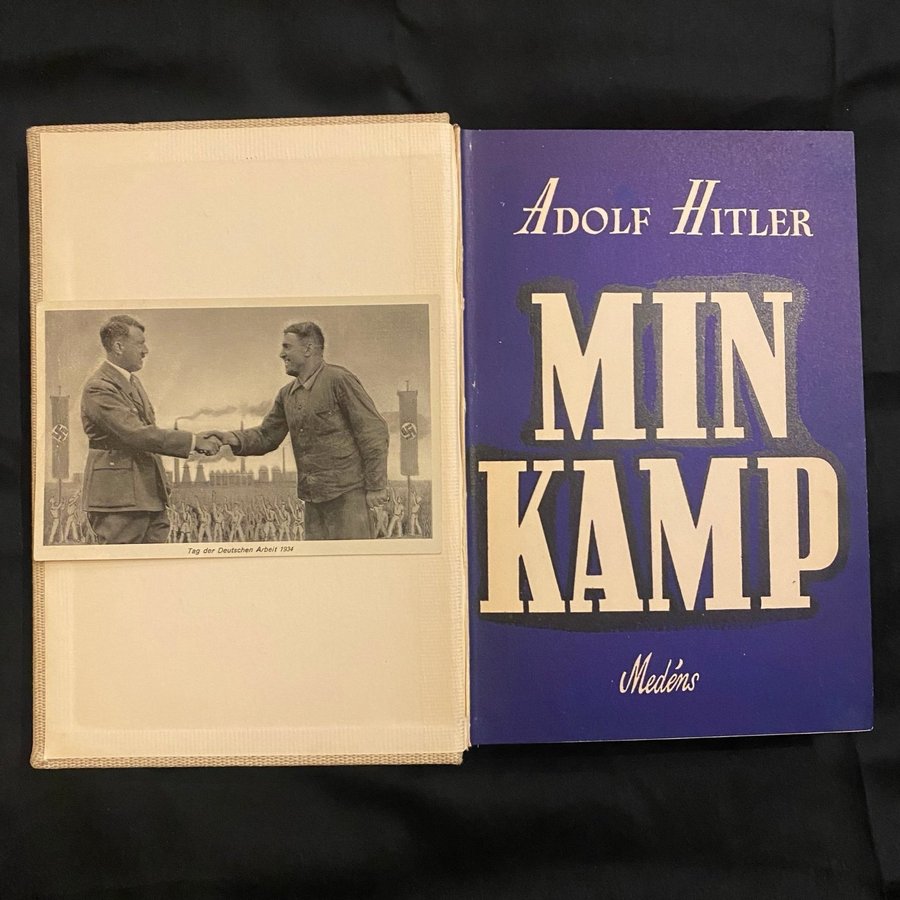 Tag der Deutschen Arbeit 1934
ADOLF HITLER
MIN
KAMP
Medéns